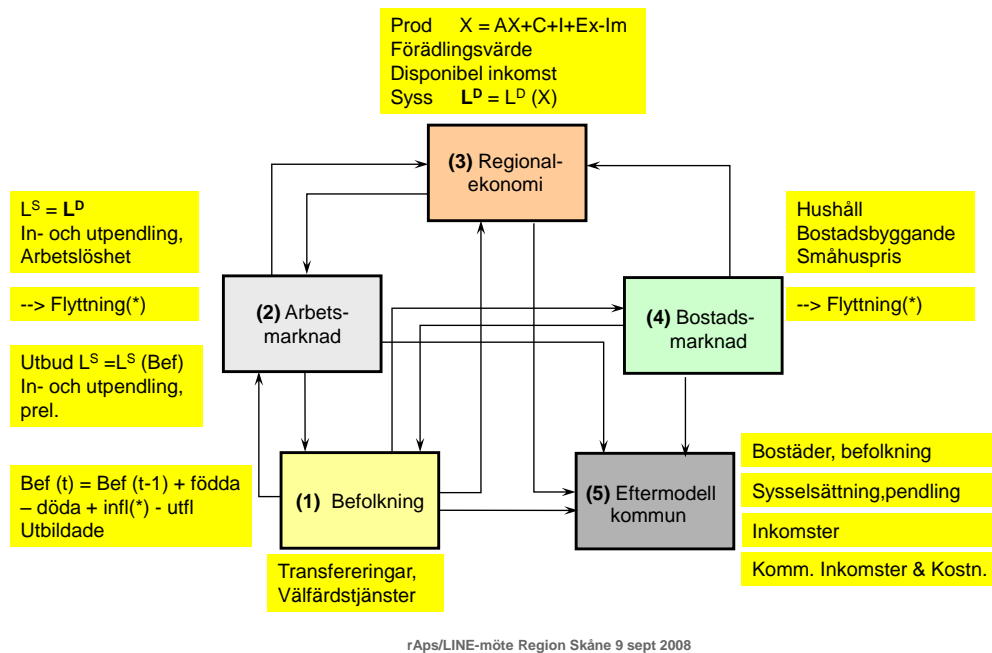 Prod X = AX+C+I+Ex-Im
Förädlingsvärde
Disponibel inkomst
Syss L^D = L^D (X)
(3) Regional-
ekonomi
L^S = L^D
In- och utpendling,
Arbetslöshet
--> Flyttning(*)
Hushåll
Bostadsbyggande
Småhuspris
--> Flyttning(*)
(2) Arbets-
marknad
(4) Bostads-
marknad
Utbud L^S =L^S (Bef)
In- och utpendling,
prel.
Bef (t) = Bef (t-1) + födda
– döda + infl(*) - utfl
Utbildade
(1) Befolkning
(5) Eftermodell
kommun
Bostäder, befolkning
Sysselsättning,pendling
Inkomster
Komm. Inkomster & Kostn.
Transfereringar,
Välfärdstjänster
rAps/LINE-möte Region Skåne 9 sept 2008